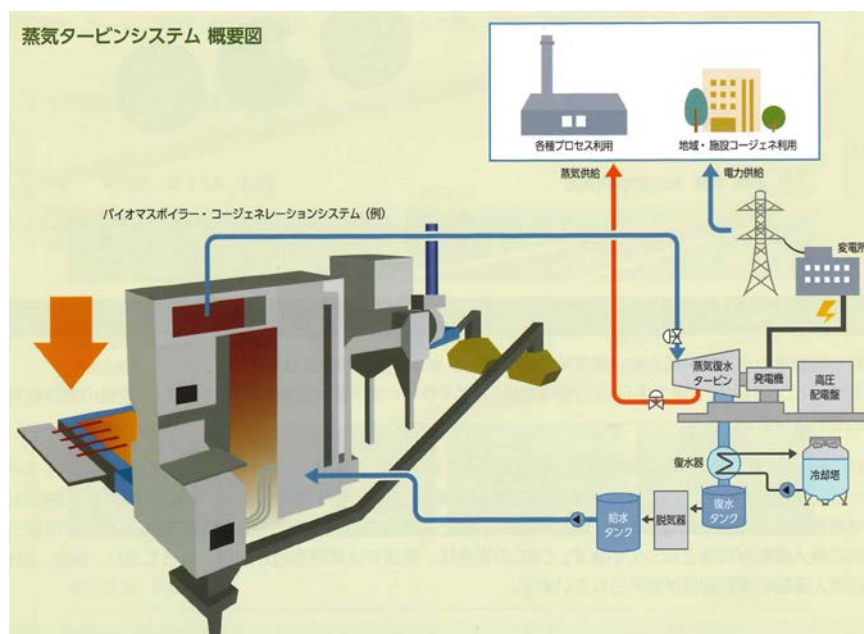 蒸気タービンシステム 概要図
各種プロセス利用
地域・施設コージェネ利用
蒸気供給
電力供給
バイオマスボイラー・コージェネレーションシステム（例）
変電所
蒸気復水
タービン
発電機
高圧
配電盤
復水器
冷却塔
給水
タンク
脱気器
復水
タンク